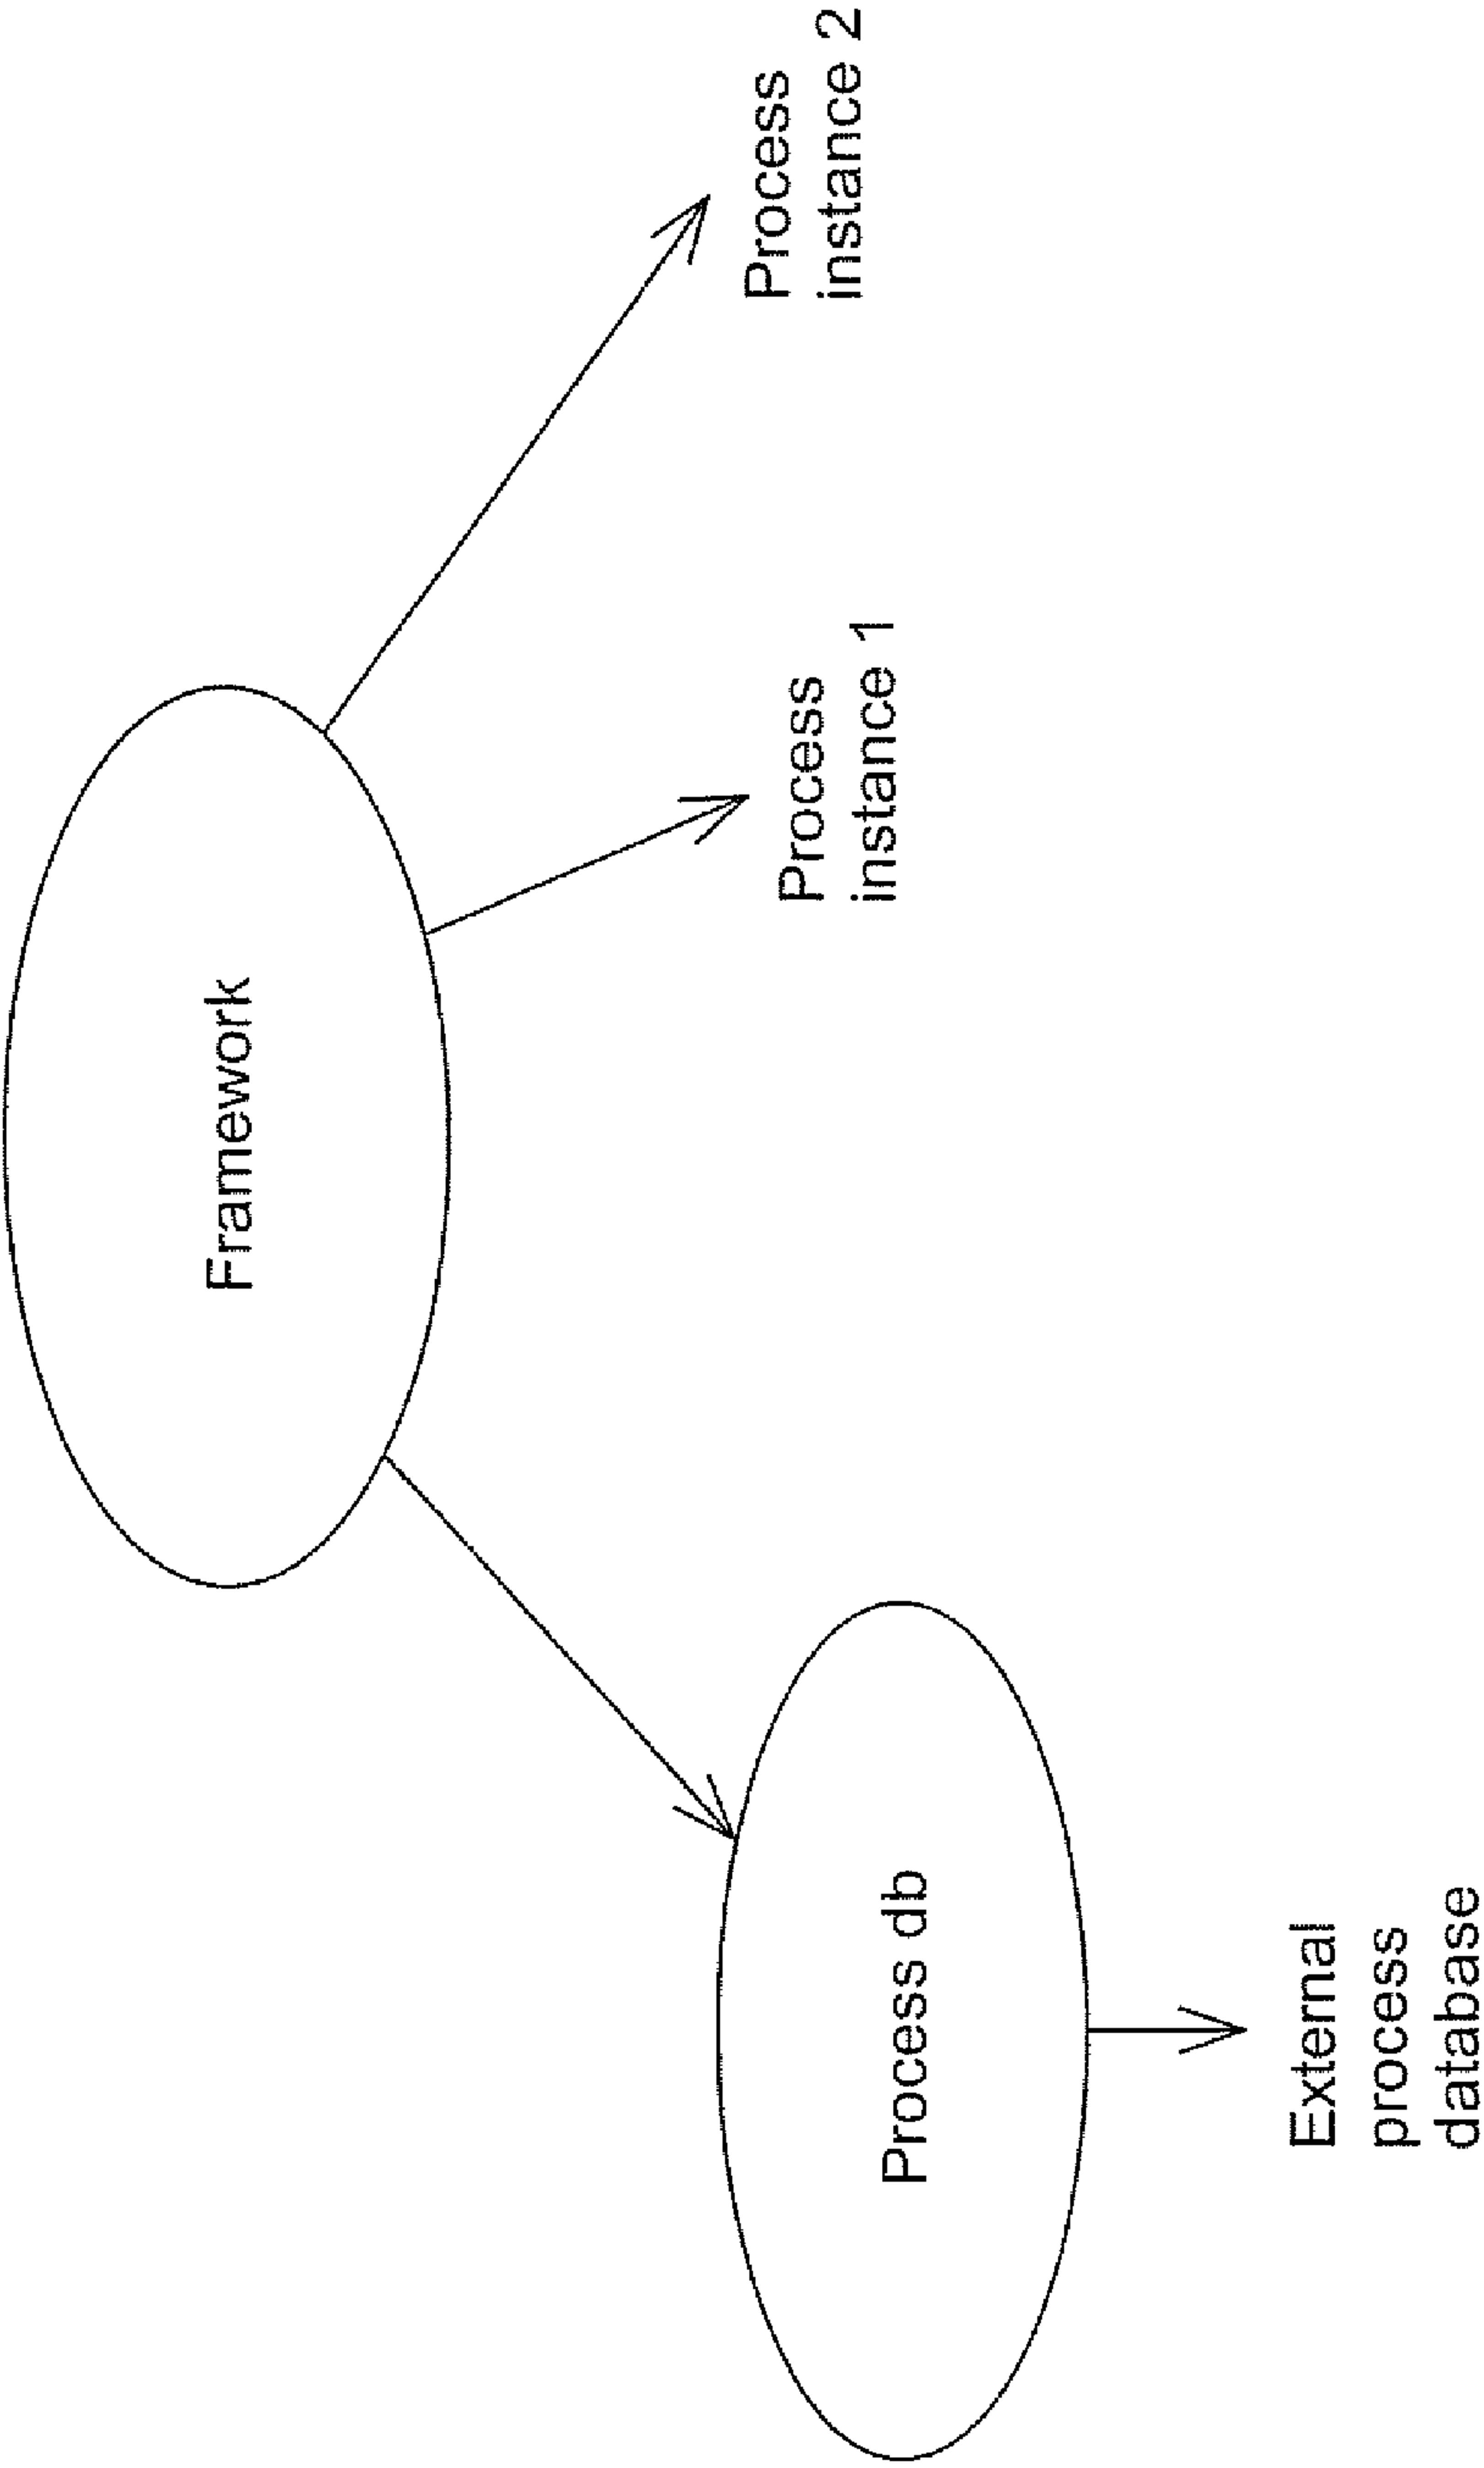 Framework
Process db
External
process
database
Process
instance 1
Process
instance 2